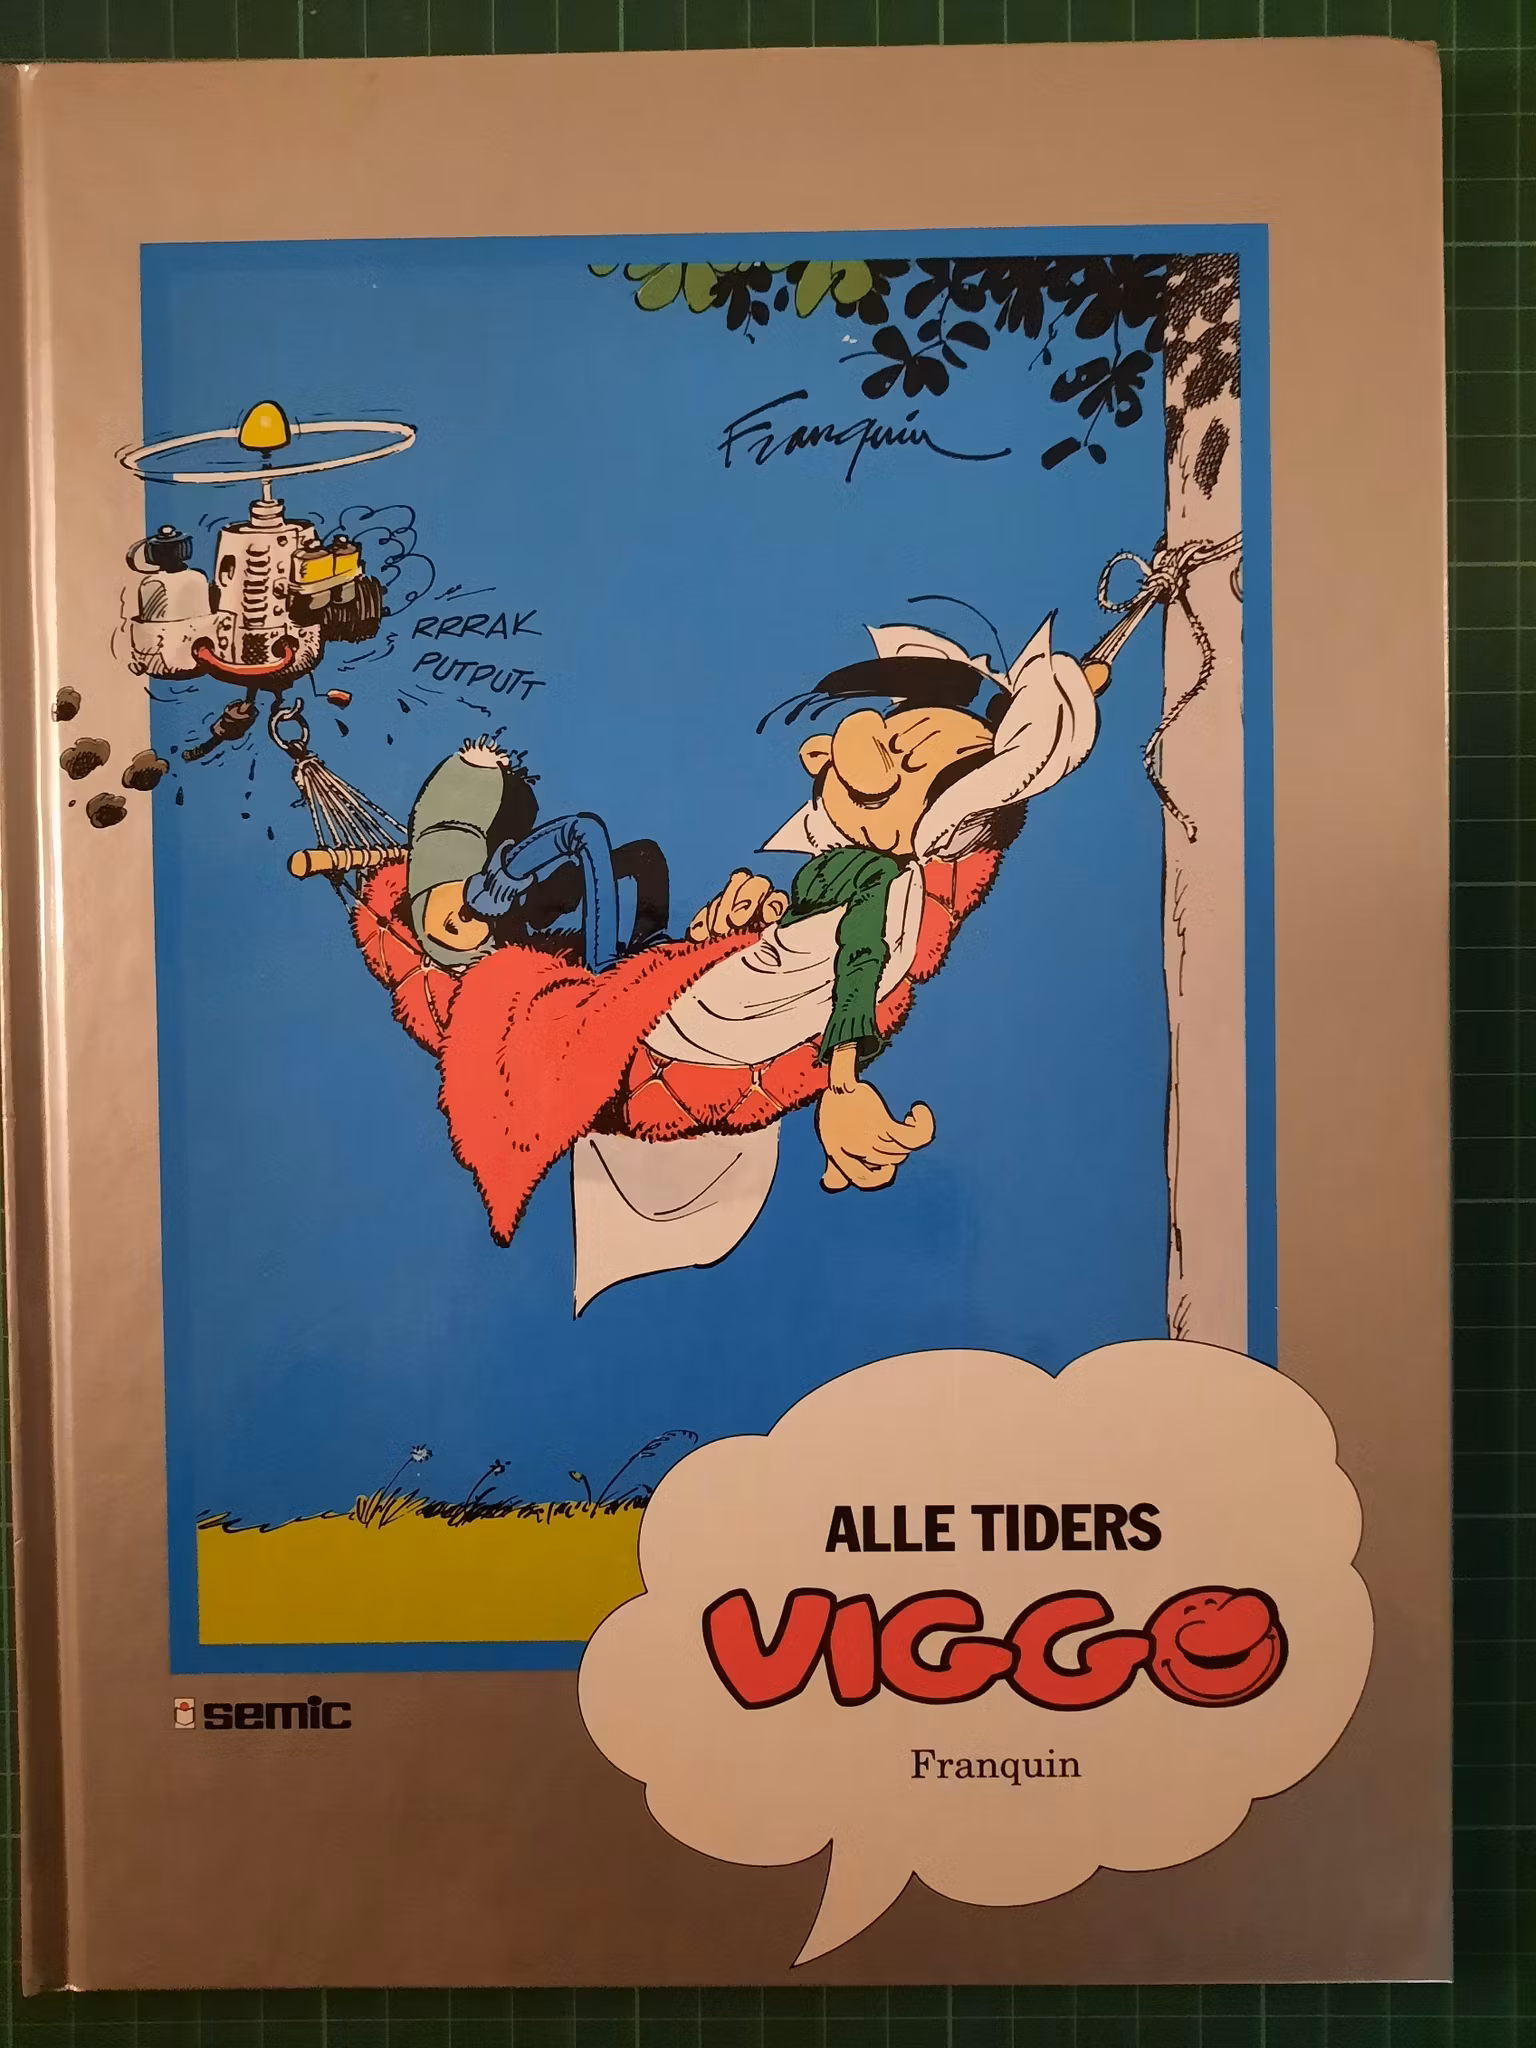 Franquin
RRRAK
PUTPUTT
ALLE TIDERS
VIGGO
Franquin
semic